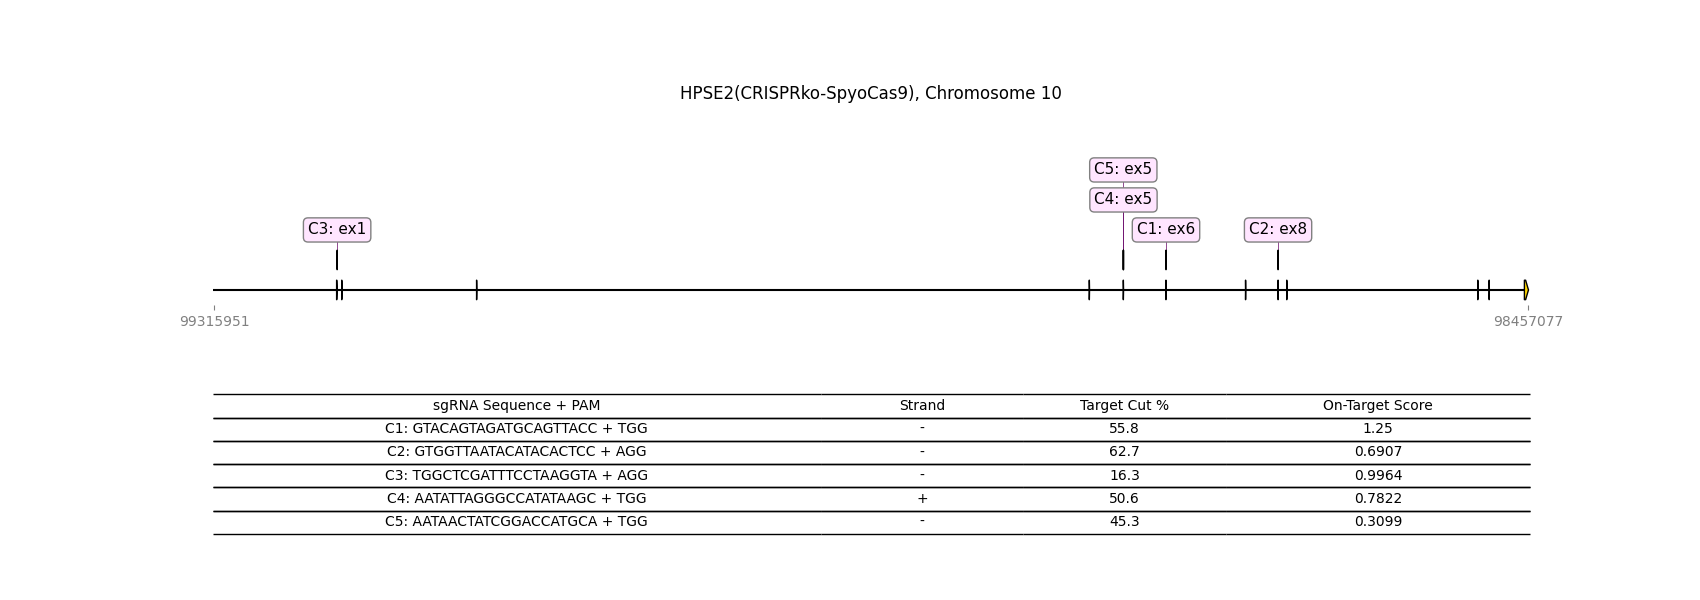 HPSE2(CRISPRko-SpyoCas9), Chromosome 10
C5: ex5
C4: ex5
C3: ex1 C1: ex6 C2: ex8
99315951 98457077
sgRNA Sequence + PAM Strand Target Cut % On-Target Score
C1: GTACAGTAGATGCAGTTACC + TGG - 55.8 1.25
C2: GTGGTTAATACATACACTCC + AGG - 62.7 0.6907
C3: TGGCTCGATTTCCTAAGGTA + AGG - 16.3 0.9964
C4: AATATTAGGGCCATATAAGC + TGG + 50.6 0.7822
C5: AATAACTATCGGACCATGCA + TGG - 45.3 0.3099